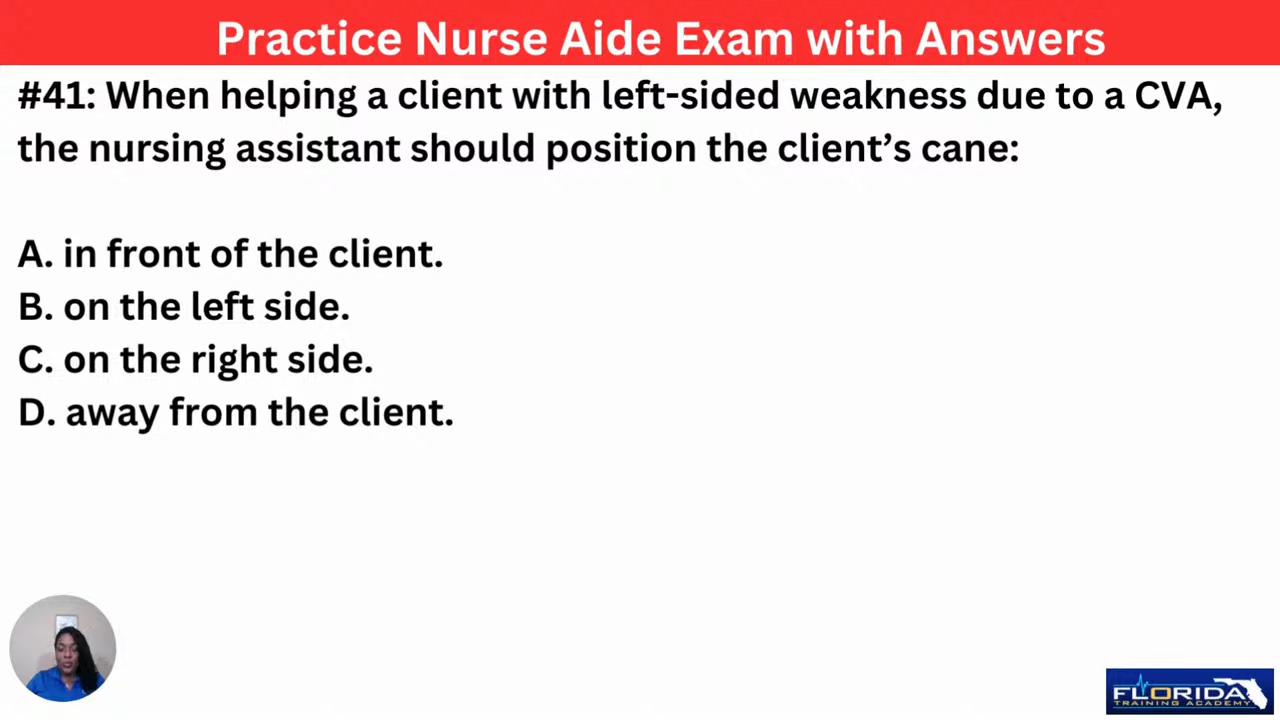 Practice Nurse Aide Exam with Answers
#41: When helping a client with left-sided weakness due to a CVA,
the nursing assistant should position the client’s cane:
A. in front of the client.
B. on the left side.
C. on the right side.
D. away from the client.
FLORIDA
TRAINING ACADEMY